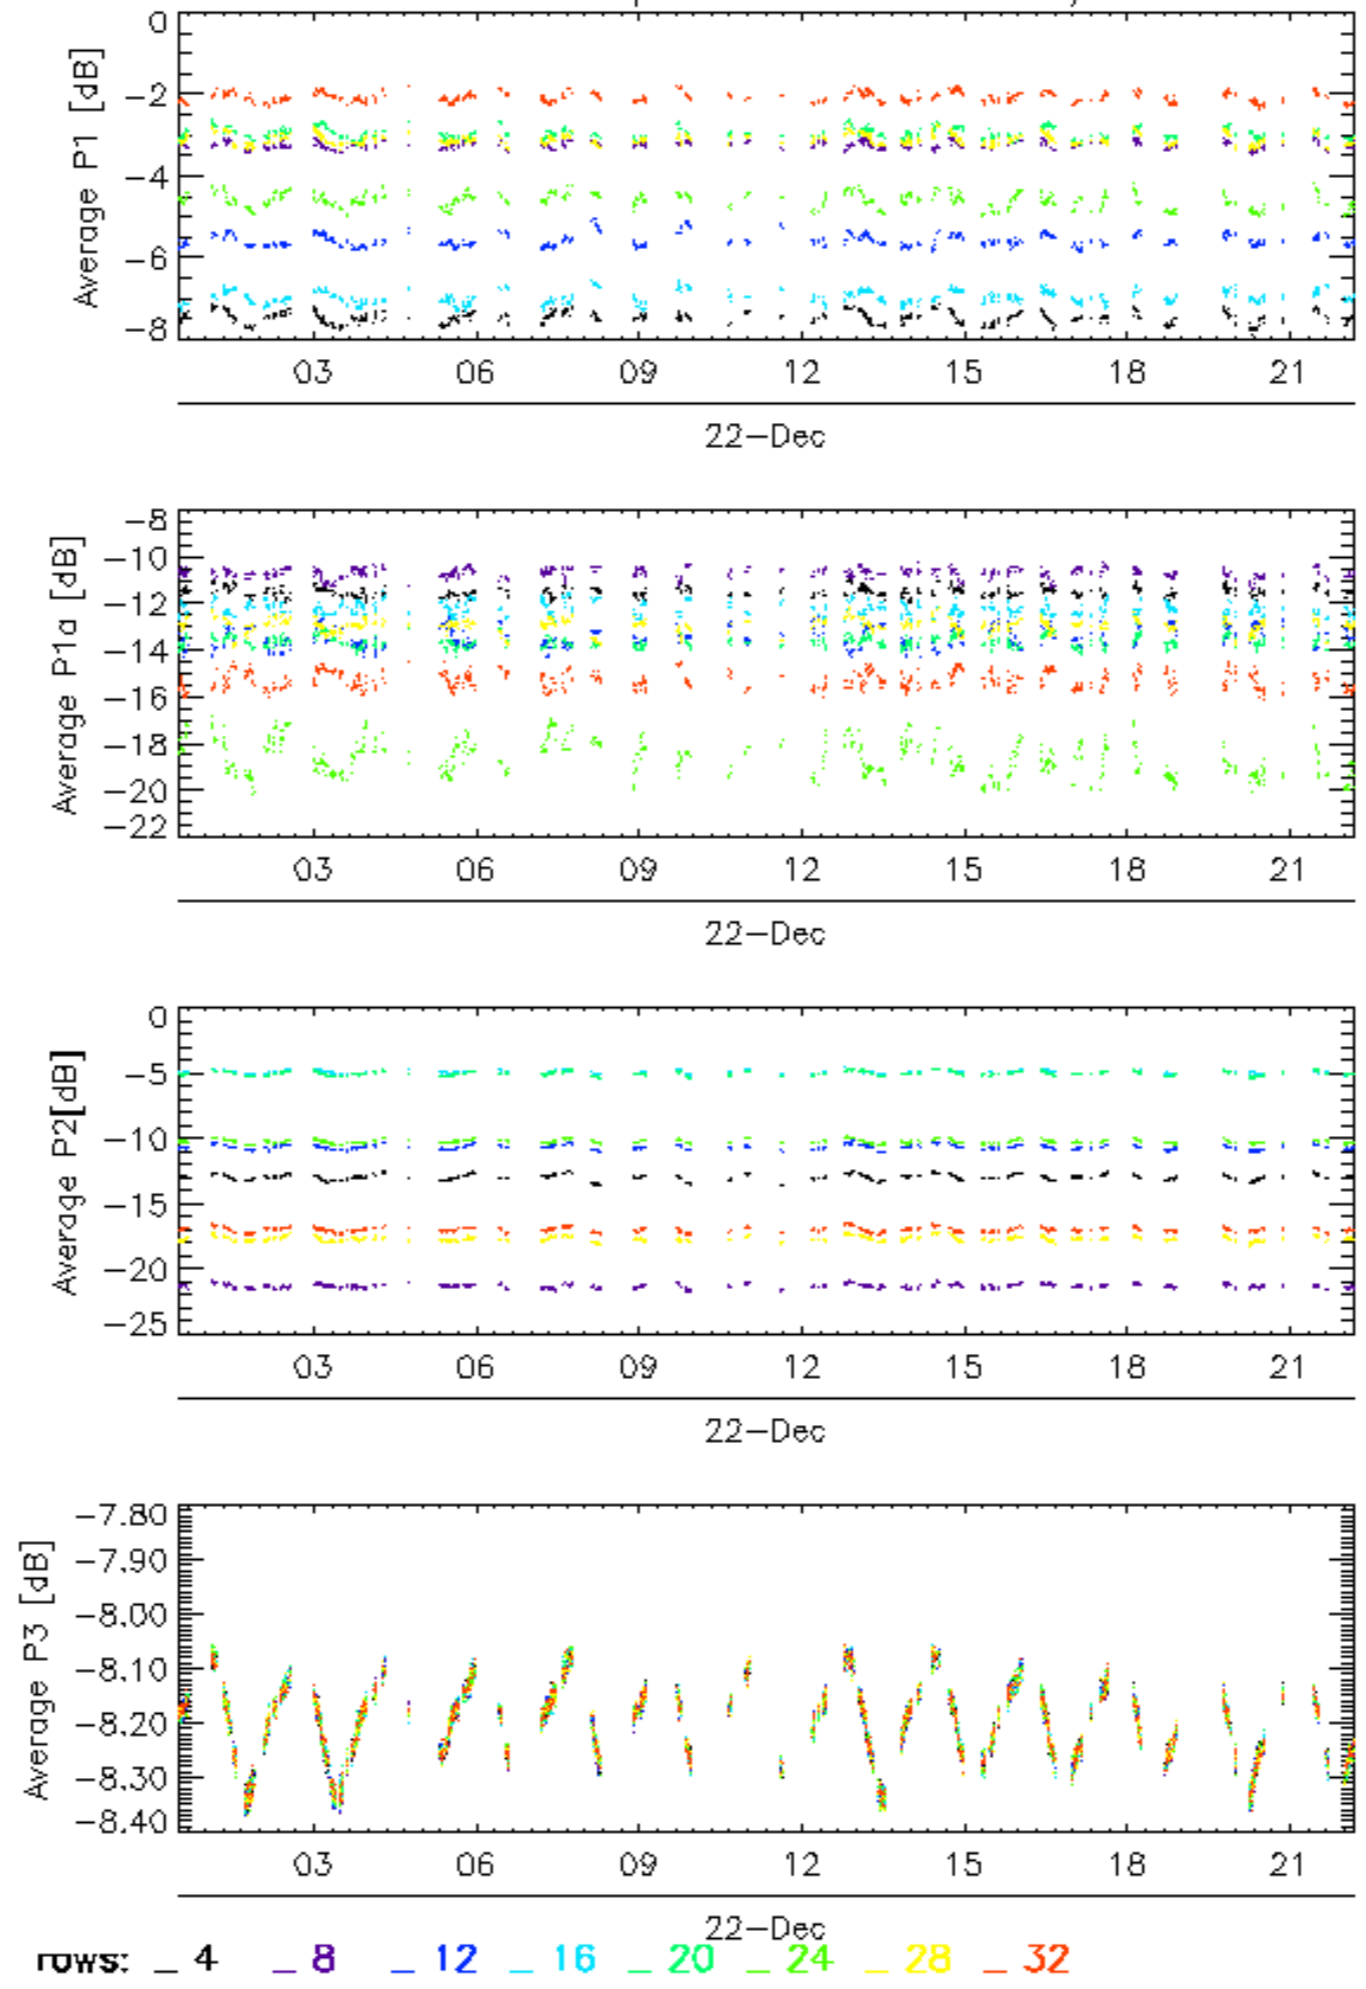 Average P1 [dB]
0
−2
−4
−6
−8
03 06 09 12 15 18 21
22−Dec
Average P1a [dB]
−8
−10
−12
−14
−16
−18
−20
−22
03 06 09 12 15 18 21
22−Dec
Average P2[dB]
0
−5
−10
−15
−20
−25
03 06 09 12 15 18 21
22−Dec
Average P3 [dB]
−7.80
−7.90
−8.00
−8.10
−8.20
−8.30
−8.40
03 06 09 12 15 18 21
22−Dec
rows: _ 4 _ 8 _ 12 _ 16 _ 20 _ 24 _ 28 _ 32